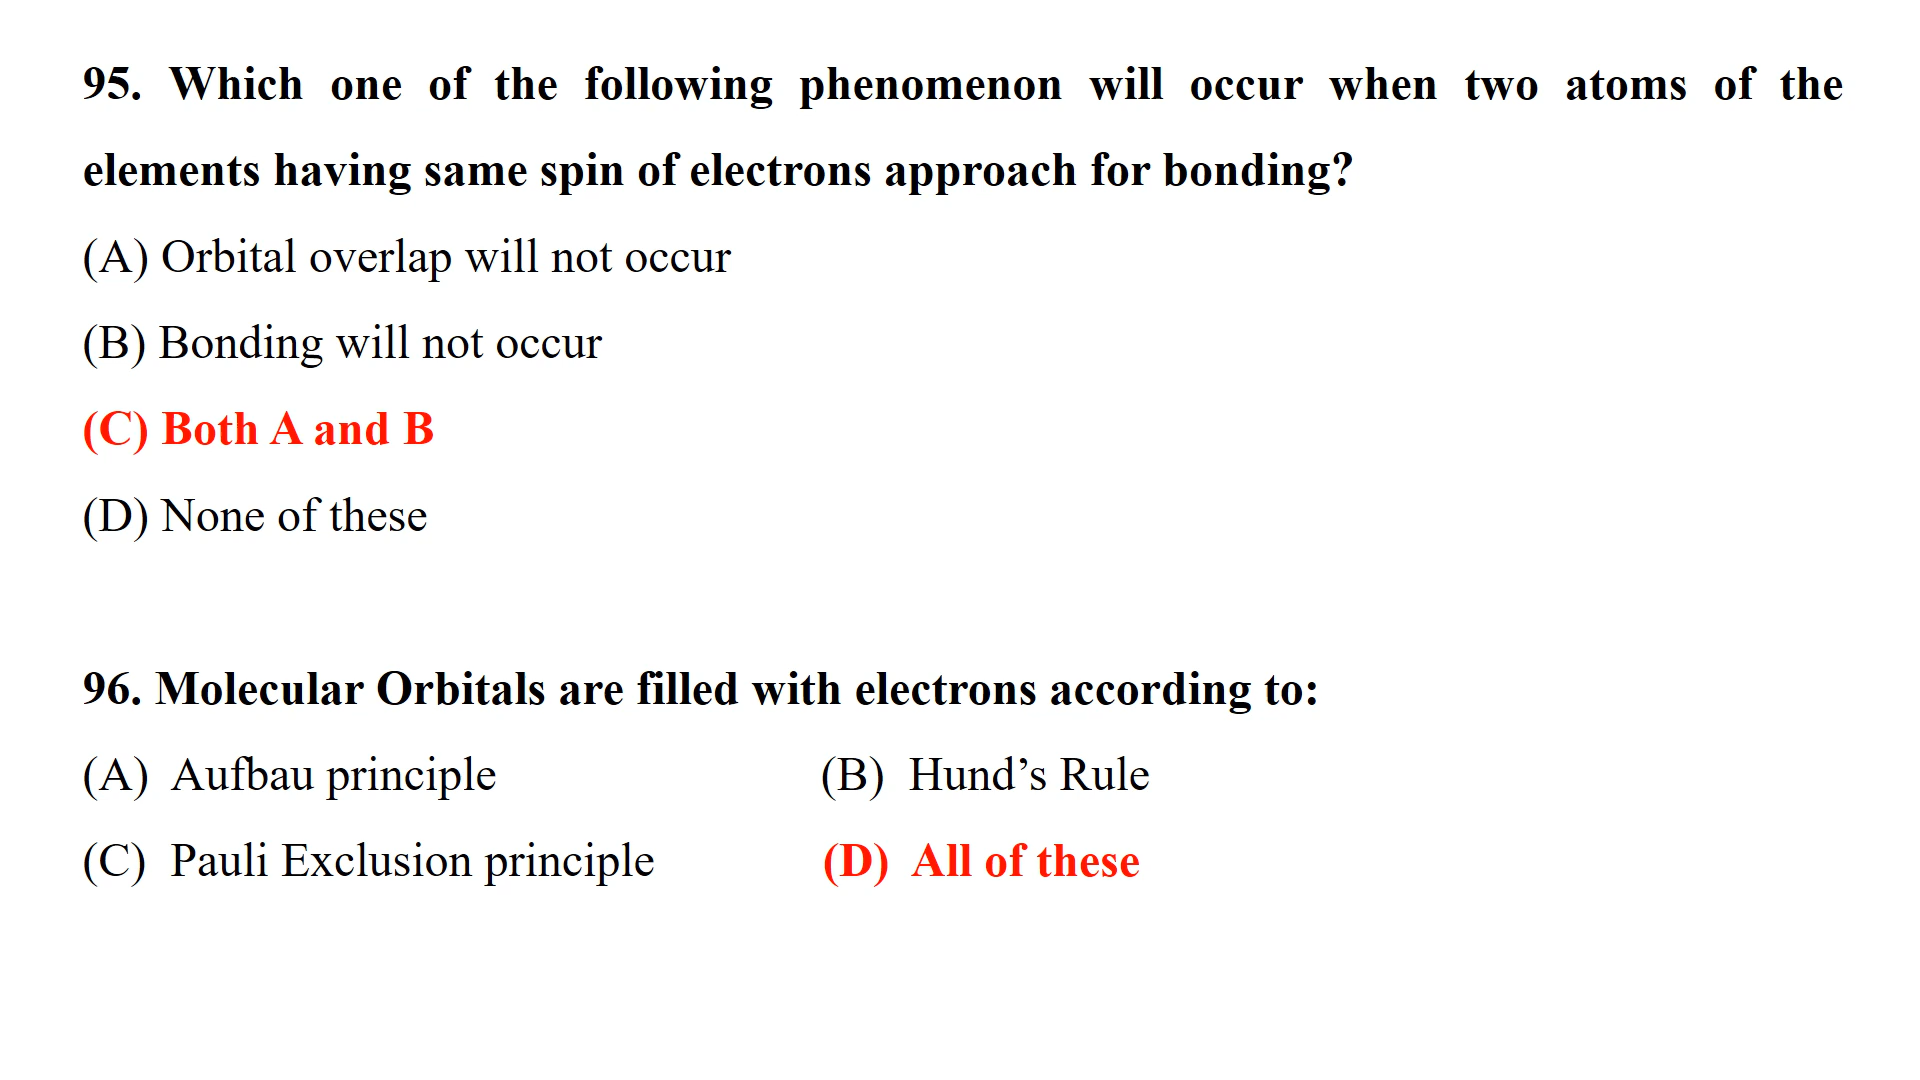 95. Which one of the following phenomenon will occur when two atoms of the
elements having same spin of electrons approach for bonding?
(A) Orbital overlap will not occur
(B) Bonding will not occur
(C) Both A and B
(D) None of these
96. Molecular Orbitals are filled with electrons according to:
(A) Aufbau principle (B) Hund’s Rule
(C) Pauli Exclusion principle (D) All of these